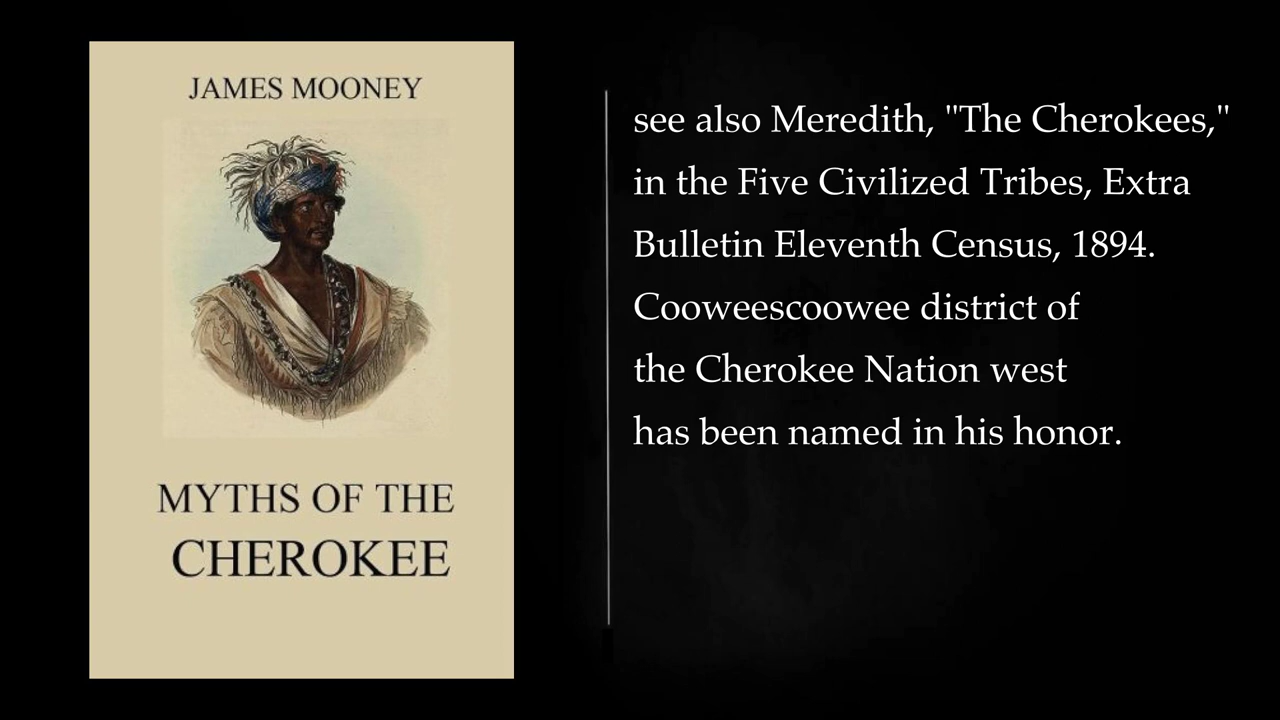 JAMES MOONEY
MYTHS OF THE
CHEROKEE
see also Meredith, "The Cherokees,"
in the Five Civilized Tribes, Extra
Bulletin Eleventh Census, 1894.
Cooweescoowee district of
the Cherokee Nation west
has been named in his honor.